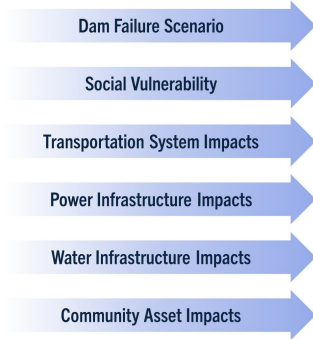 Dam Failure Scenario
Social Vulnerability
Transportation System Impacts
Power Infrastructure Impacts
Water Infrastructure Impacts
Community Asset Impacts